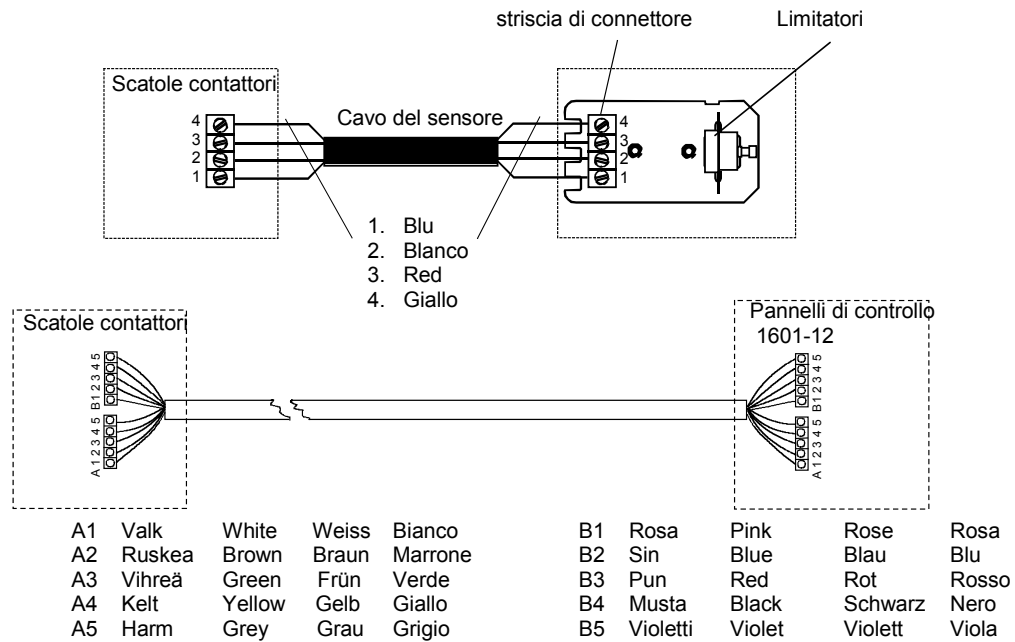 striscia di connettore Limitatori
Scatole contattori
Cavo del sensore
4 4
3 3
2 2
1 1
1. Blu
2. Blanco
3. Red
4. Giallo
Scatole contattori
Pannelli di controllo
1601-12
B 1 2 3 4 5
A 1 2 3 4 5
B 1 2 3 4 5
A 1 2 3 4 5
A1 Valk White Weiss Bianco B1 Rosa Pink Rose Rosa
A2 Ruskea Brown Braun Marrone B2 Sin Blue Blau Blu
A3 Vihreä Green Frün Verde B3 Pun Red Rot Rosso
A4 Kelt Yellow Gelb Giallo B4 Musta Black Schwarz Nero
A5 Harm Grey Grau Grigio B5 Violetti Violet Violett Viola